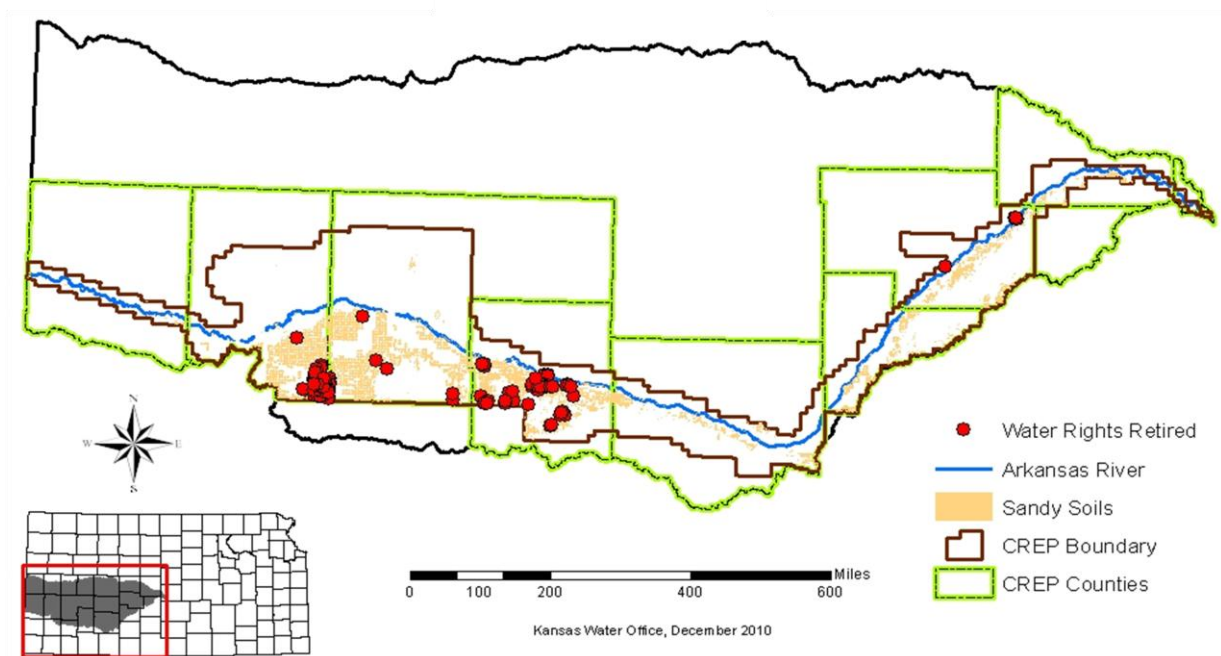 N
W E
S
Water Rights Retired
Arkansas River
Sandy Soils
CREP Boundary
CREP Counties
Miles
0 100 200 400 600
Kansas Water Office, December 2010